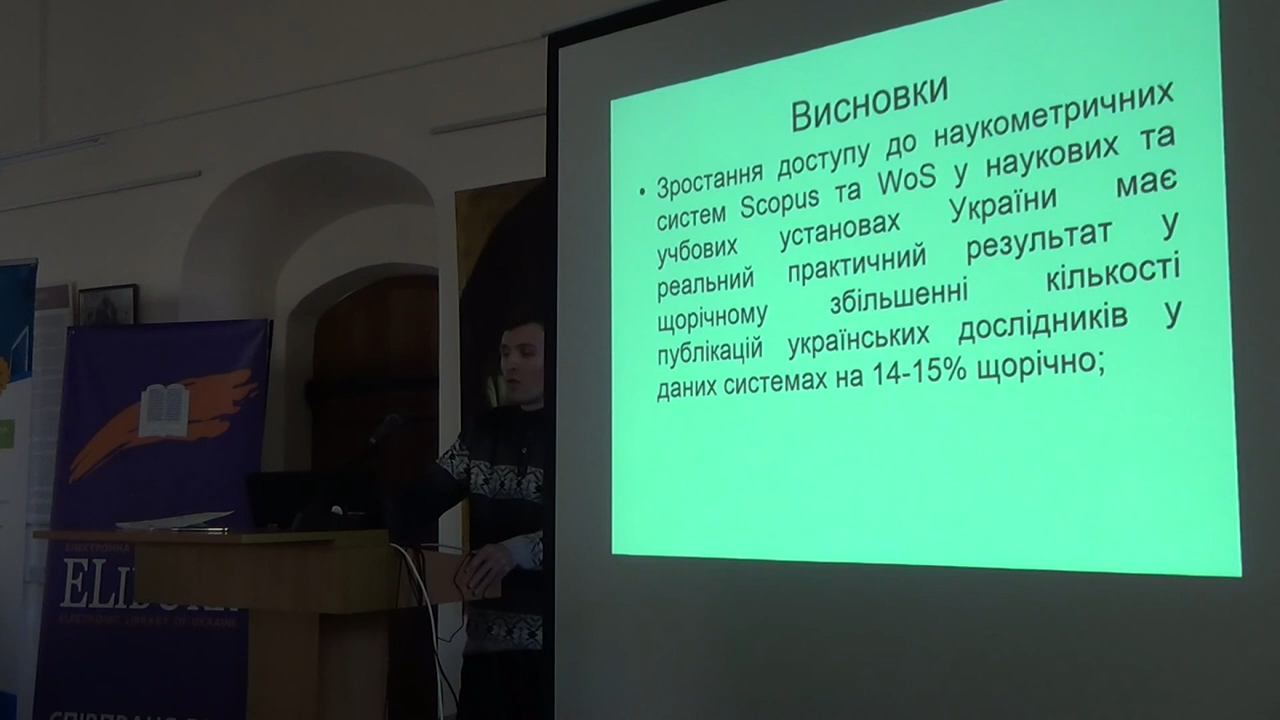 Висновки
• Зростання доступу до наукометричних
систем Scopus та WoS у наукових та
учбових установах України має
реальний практичний результат у
щорічному збільшенні кількості
публікацій українських дослідників у
даних системах на 14-15% щорічно;
ЕЛЕКТРОННА
ELECTRONIC LIBRARY OF UKRAINE